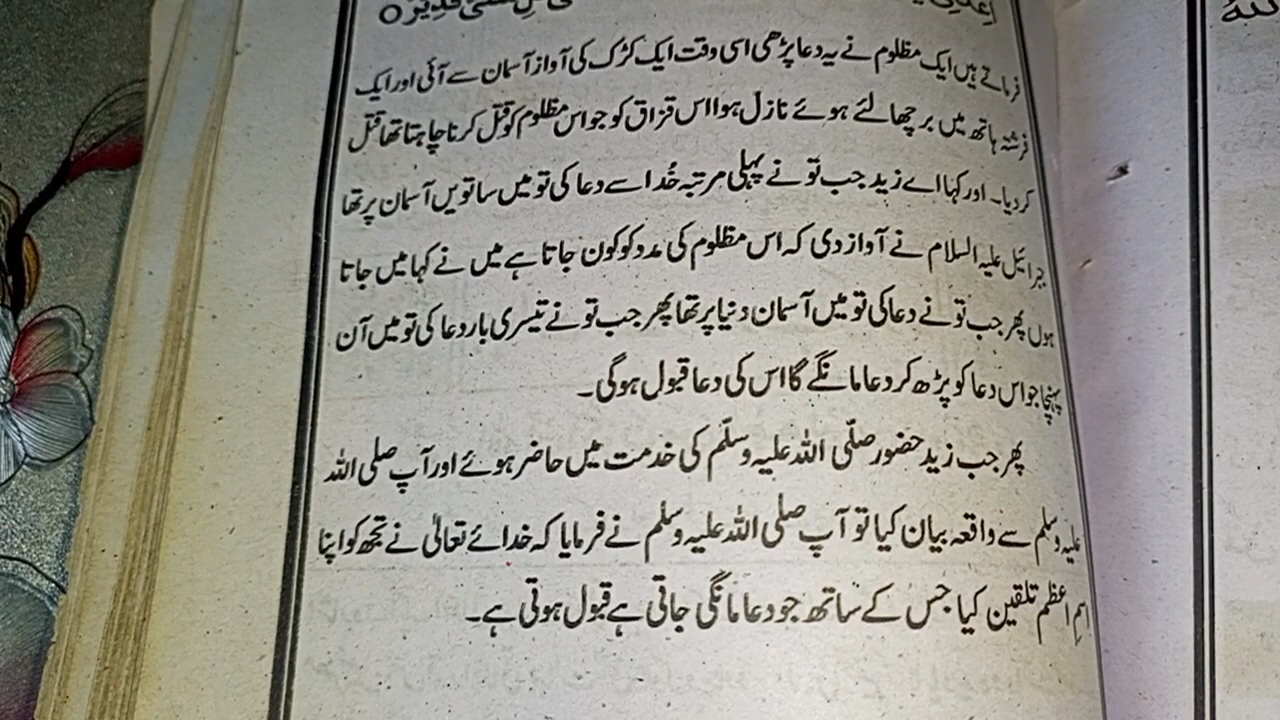 قَدِيْر ○
فرماتے ہیں ایک مظلوم نے یہ دعا پڑھی اسی وقت ایک کڑک کی آواز آسمان سے آئی اور ایک
فرشتہ ہاتھ میں برچھا لئے ہوئے نازل ہوا اس قزاق کو جو اس مظلوم کو قتل کرنا چاہتا تھا قتل
کر دیا۔ اور کہا اے زید جب تو نے پہلی مرتبہ خُدا سے دعا کی تو میں ساتویں آسمان پر تھا
جبرائیل علیہ السلام نے آواز دی کہ اس مظلوم کی مدد کو کون جاتا ہے میں نے کہا میں جاتا
ہوں پھر جب تو نے دعا کی تو میں آسمان دنیا پر تھا پھر جب تو نے تیسری بار دعا کی تو میں آن
پہنچا جو اس دعا کو پڑھ کر دعا مانگے گا اس کی دعا قبول ہوگی۔
پھر جب زید حضور صلّی اللہ علیہ وسلّم کی خدمت میں حاضر ہوئے اور آپ صلی اللہ
علیہ وسلم سے واقعہ بیان کیا تو آپ صلی اللہ علیہ وسلم نے فرمایا کہ خدائے تعالیٰ نے تجھ کو اپنا
اسمِ اعظم تلقین کیا جس کے ساتھ جو دعا مانگی جاتی ہے قبول ہوتی ہے۔